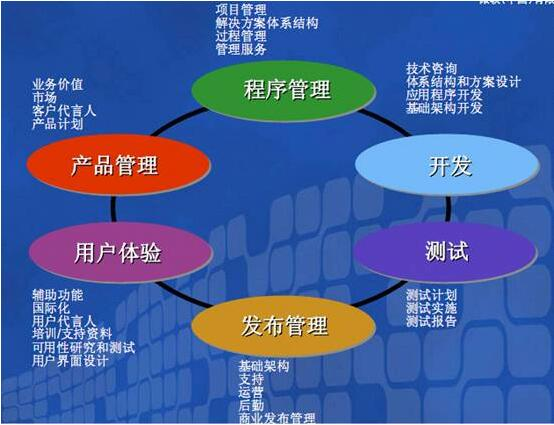 项目管理
解决方案体系结构
过程管理
管理服务
程序管理
技术咨询
体系结构和方案设计
应用程序开发
基础架构开发
开发
业务价值
市场
客户代言人
产品计划
产品管理
用户体验
辅助功能
国际化
用户代言人
培训/支持资料
可用性研究和测试
用户界面设计
测试
测试计划
测试实施
测试报告
发布管理
基础架构
支持
运营
后勤
商业发布管理